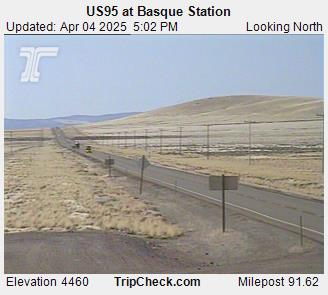 US95 at Basque Station
Updated: Apr 04 2025 5:02 PM Looking North
Elevation 4460 TripCheck.com Milepost 91.62